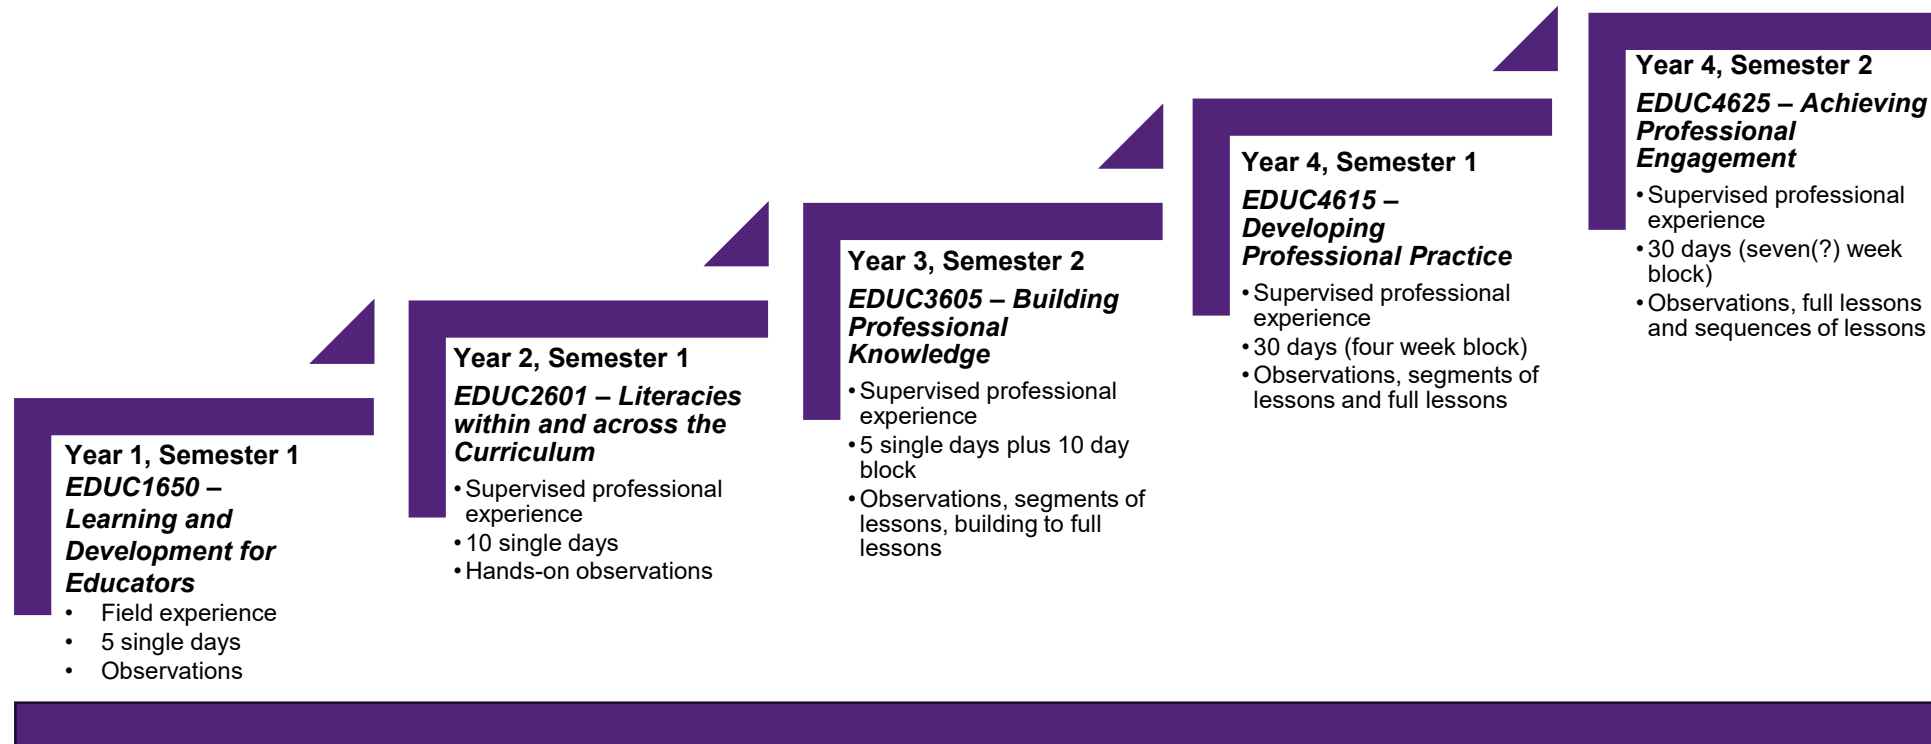 Year 1, Semester 1
EDUC1650 –
Learning and
Development for
Educators
• Field experience
• 5 single days
• Observations
Year 2, Semester 1
EDUC2601 – Literacies
within and across the
Curriculum
• Supervised professional
experience
• 10 single days
• Hands-on observations
Year 3, Semester 2
EDUC3605 – Building
Professional
Knowledge
• Supervised professional
experience
• 5 single days plus 10 day
block
• Observations, segments of
lessons, building to full
lessons
Year 4, Semester 1
EDUC4615 –
Developing
Professional Practice
• Supervised professional
experience
• 30 days (four week block)
• Observations, segments of
lessons and full lessons
Year 4, Semester 2
EDUC4625 – Achieving
Professional
Engagement
• Supervised professional
experience
• 30 days (seven(?) week
block)
• Observations, full lessons
and sequences of lessons